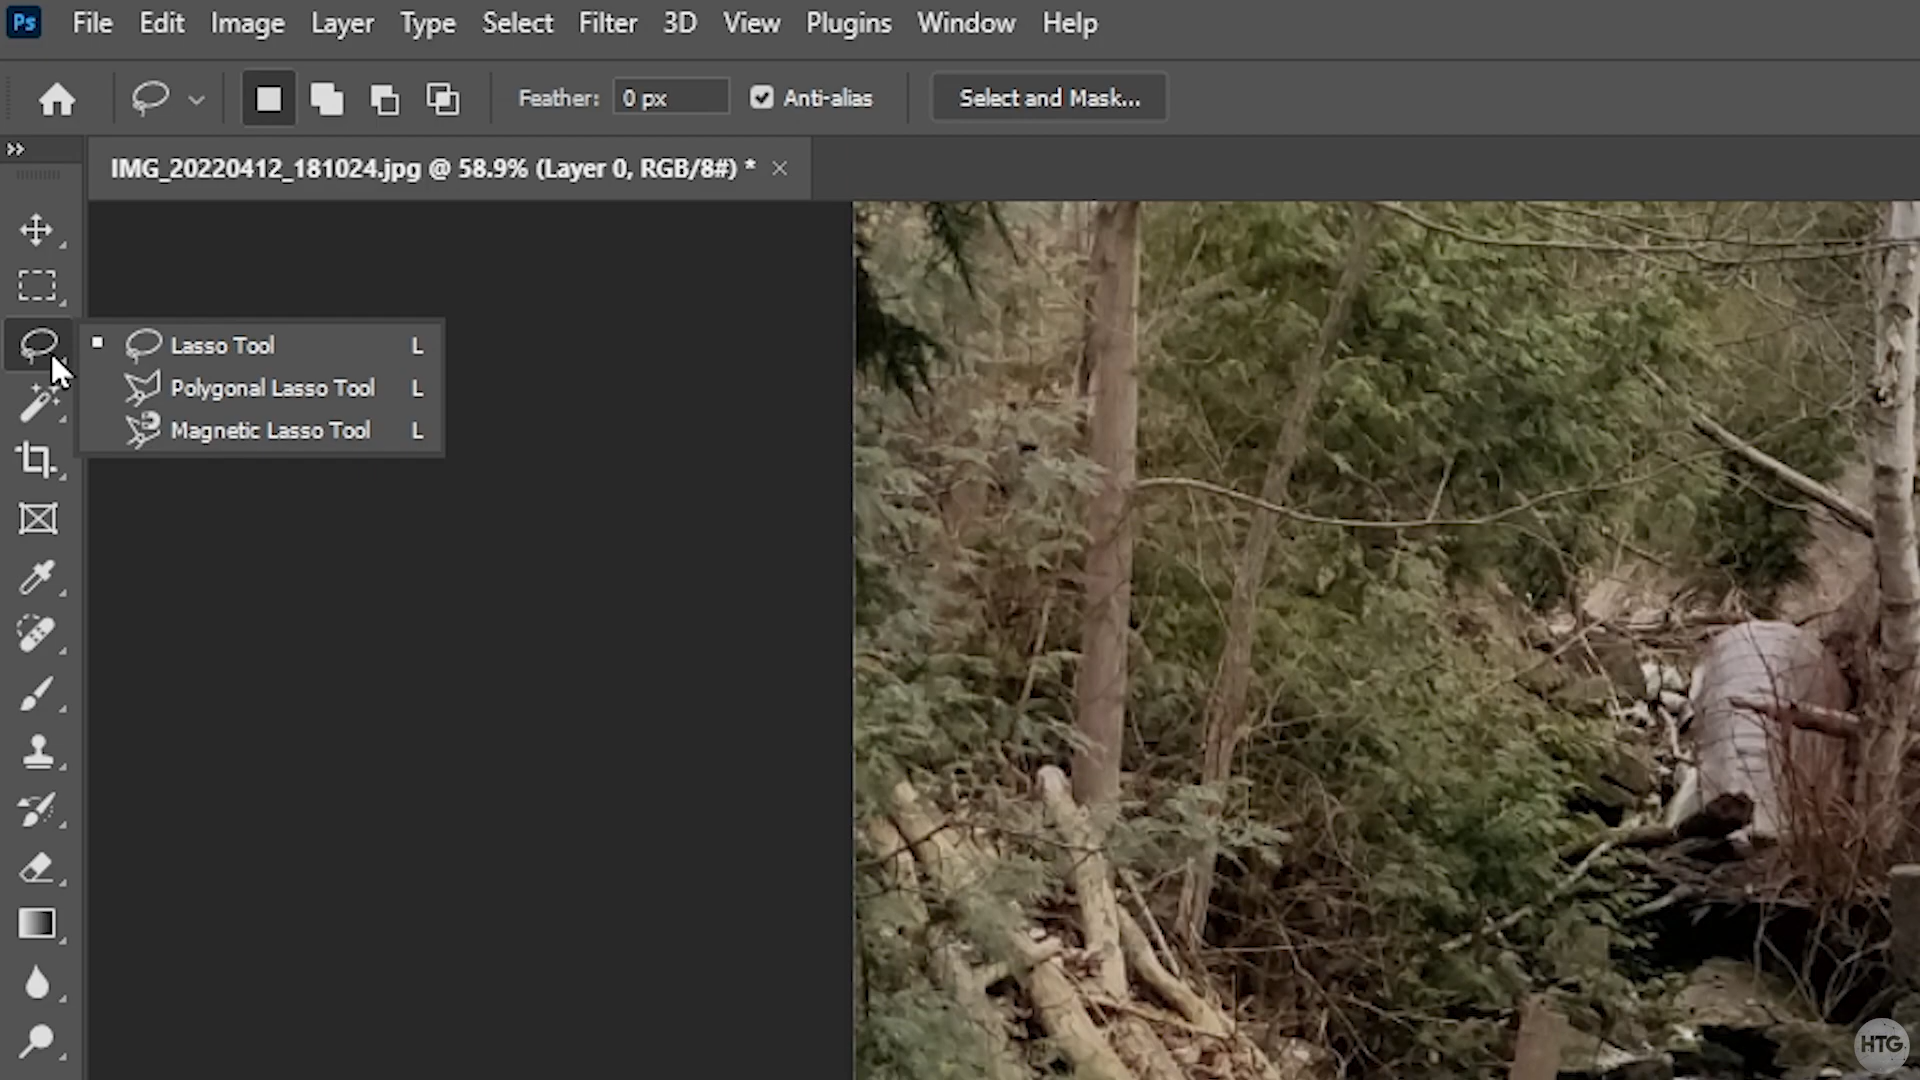 Ps File Edit Image Layer Type Select Filter 3D View Plugins Window Help
Feather: 0 px Anti-alias Select and Mask...
IMG_20220412_181024.jpg @ 58.9% (Layer 0, RGB/8#) *
Lasso Tool L
Polygonal Lasso Tool L
Magnetic Lasso Tool L
HTG